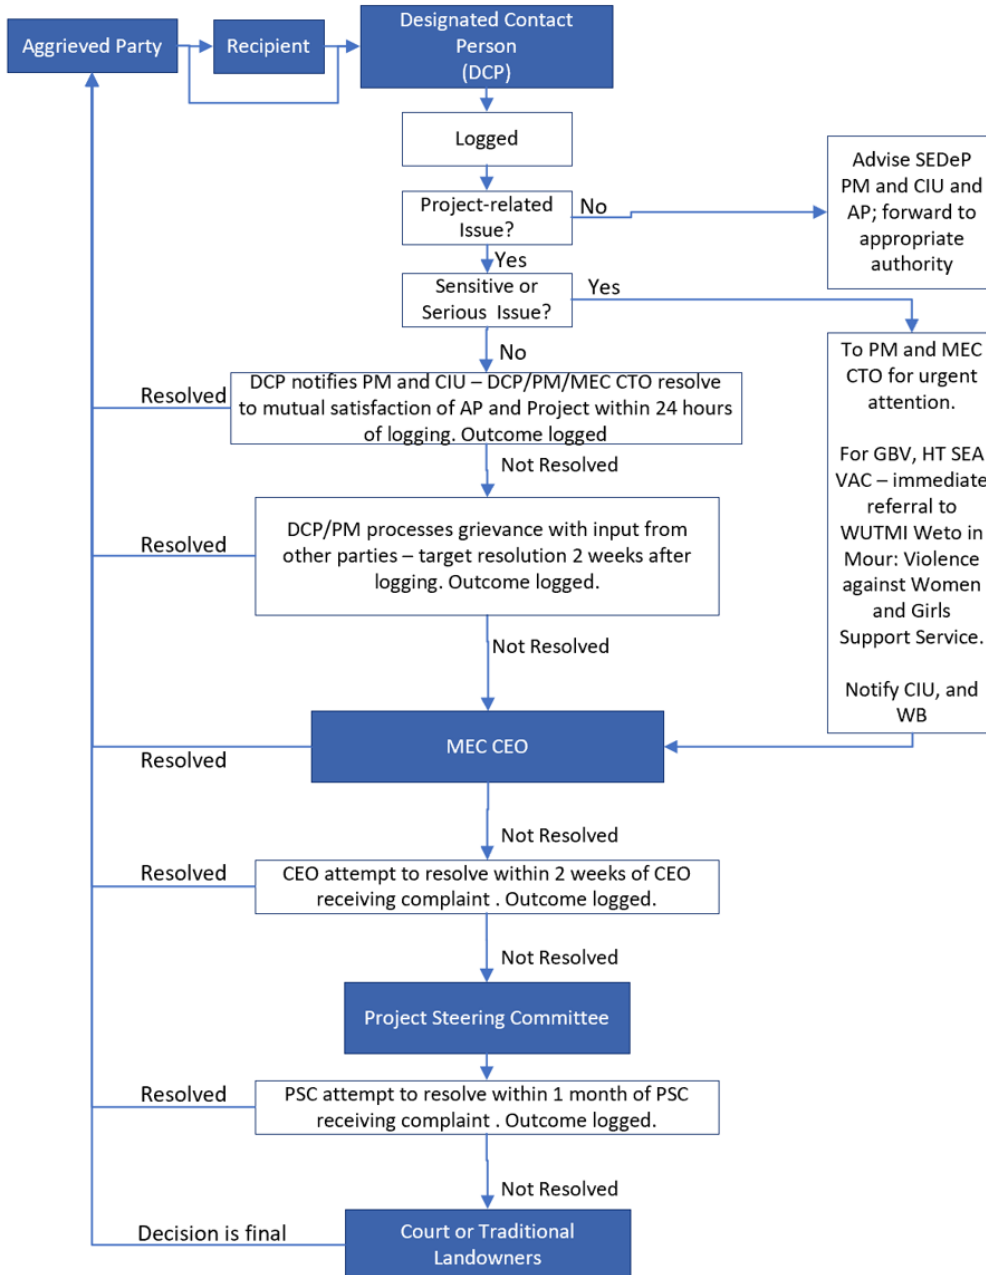 Aggrieved Party
Recipient
Designated Contact
Person
(DCP)
Logged
Project-related
Issue?
No
Advise SEDeP
PM and CIU and
AP; forward to
appropriate
authority
Yes
Sensitive or
Serious Issue?
Yes
To PM and MEC
CTO for urgent
attention.
For GBV, HT SEA
VAC – immediate
referral to
WUTMI Weto in
Mour: Violence
against Women
and Girls
Support Service.
Notify CIU, and
WB
No
Resolved
DCP notifies PM and CIU – DCP/PM/MEC CTO resolve
to mutual satisfaction of AP and Project within 24 hours
of logging. Outcome logged
Not Resolved
Resolved
DCP/PM processes grievance with input from
other parties – target resolution 2 weeks after
logging. Outcome logged.
Not Resolved
MEC CEO
Resolved
Not Resolved
Resolved
CEO attempt to resolve within 2 weeks of CEO
receiving complaint . Outcome logged.
Not Resolved
Project Steering Committee
Resolved
PSC attempt to resolve within 1 month of PSC
receiving complaint . Outcome logged.
Not Resolved
Decision is final
Court or Traditional
Landowners